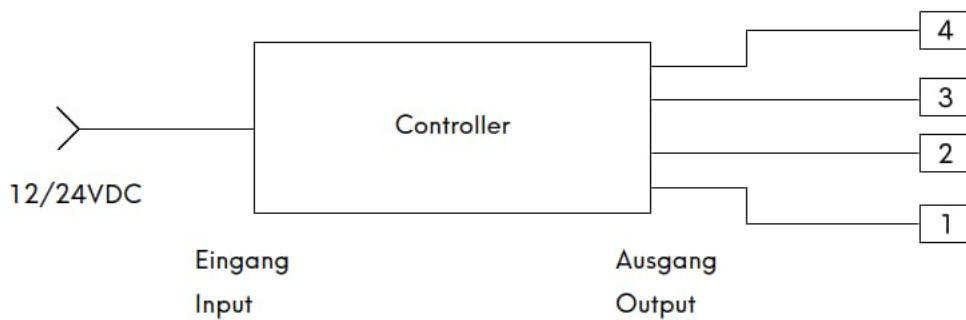 4
3
Controller
2
12/24VDC
1
Eingang
Ausgang
Input
Output